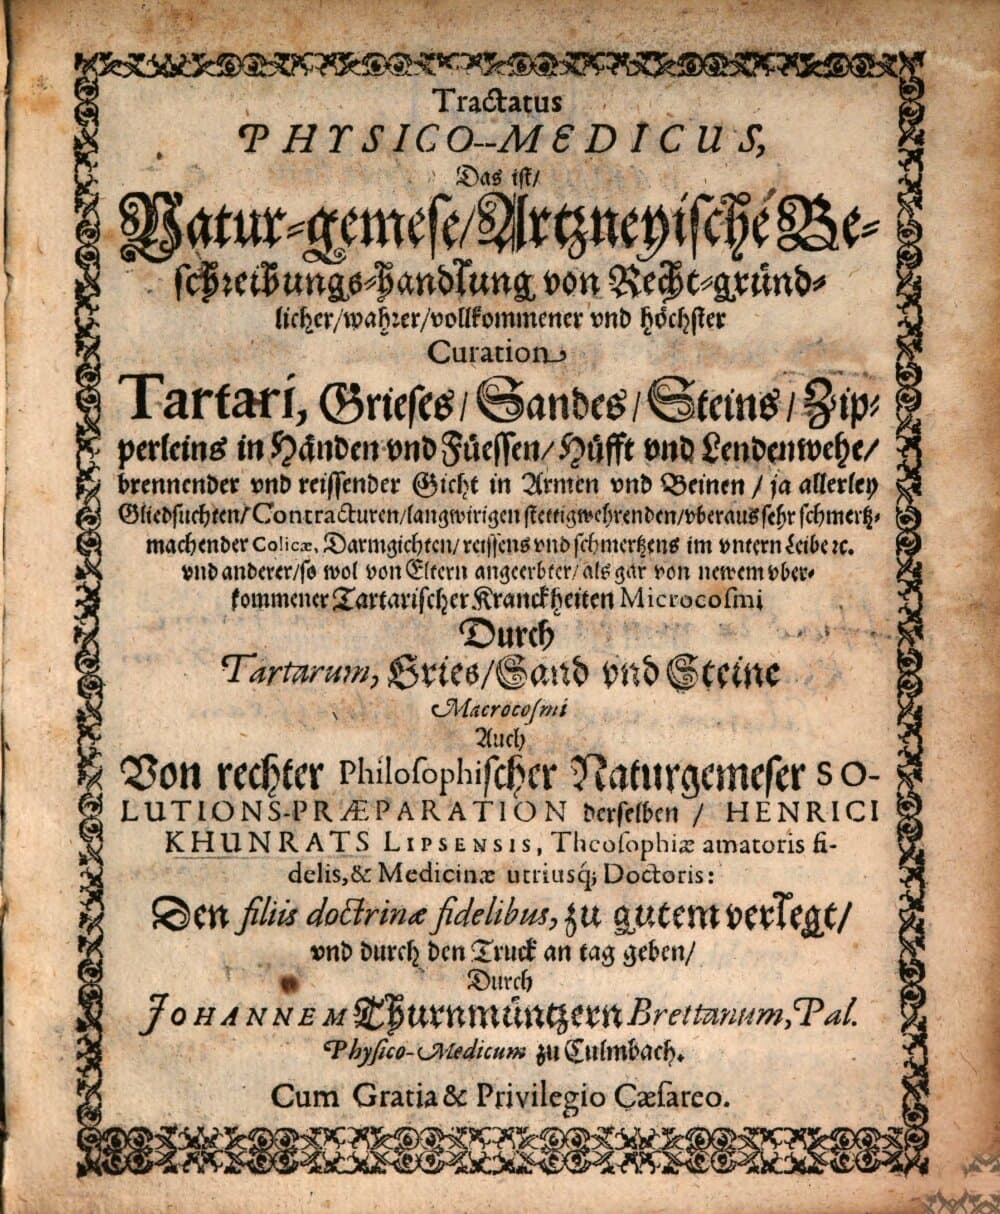 Tractatus
PHYSICO--MEDICUS,
Das ist/
Natur-gemese/Artzneyische Be-
schreibungs-handlung von Recht-gründ-
licher/wahrer/vollkommener vnd höchster
Curation
Tartari, Grieses/Sandes/Steins/Zip-
perleins in Händen vnd Füessen/Hüfft vnd Lendenwehe/
brennender vnd reissender Gicht in Armen vnd Beinen/ja allerley
Gliedsuchten/Contracturen/langwirigen stettigwehrenden/vberaus sehr schmertz-
machender Colicæ, Darmgichten/reissens vnd schmertzens im vntern Leibe ꝛc.
vnd anderer/so wol von Eltern angeerbter/als gar von newem vber-
kommener Tartarischer Kranckheiten Microcosmi
Durch
Tartarum, Gries/Sand vnd Steine
Macrocosmi
Auch
Von rechter Philosophischer Naturgemeser SO-
LUTIONS-PRÆPARATION derselben/HENRICI
KHUNRATS LIPSENSIS, Theosophiæ amatoris fi-
delis,& Medicinæ utriusq́; Doctoris:
Den filiis doctrinæ fidelibus, zu gutem verlegt/
vnd durch den Truck an tag geben/
Durch
JOHANNEM Thurnmüntzern Brettanum, Pal.
Physico-Medicum zu Culmbach.
Cum Gratia & Privilegio Cæsareo.